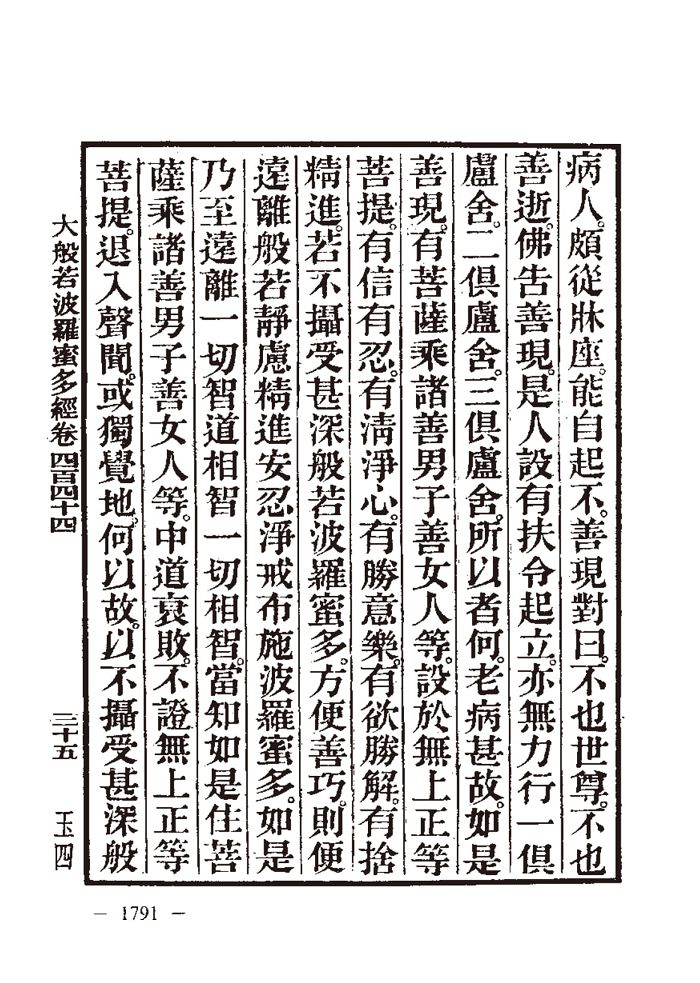 病人。頗從牀座。能自起不。善現對曰。不也世尊。不也
善逝。佛告善現。是人設有扶令起立。亦無力行一俱
盧舍。二俱盧舍。三俱盧舍。所以者何。老病甚故。如是
善現。有菩薩乘諸善男子善女人等。設於無上正等
菩提。有信有忍。有淸淨心。有勝意樂。有欲勝解。有捨
精進。若不攝受甚深般若波羅蜜多。方便善巧。則便
遠離般若靜慮精進安忍淨戒布施波羅蜜多。如是
乃至遠離一切智道相智一切相智。當知如是住菩
薩乘諸善男子善女人等。中道衰敗。不證無上正等
菩提。退入聲聞。或獨覺地。何以故。以不攝受甚深般
大般若波羅蜜多經卷四百四十四
二十五
玉四
— 1791 —